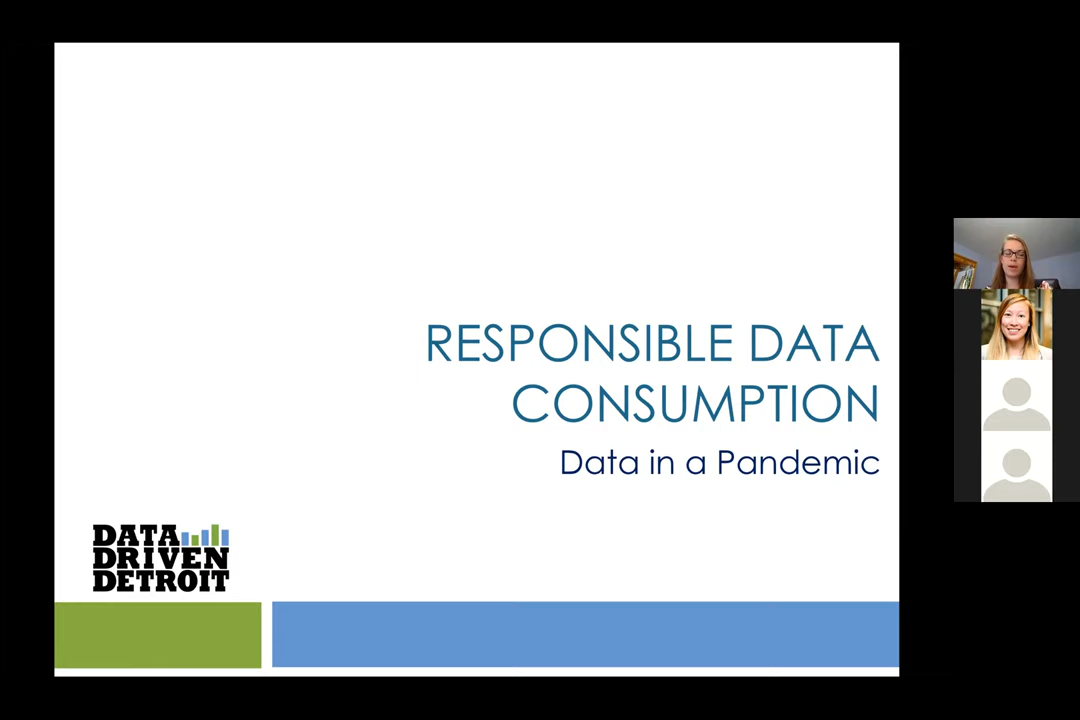 RESPONSIBLE DATA
CONSUMPTION
Data in a Pandemic
DATA
DRIVEN
DETROIT